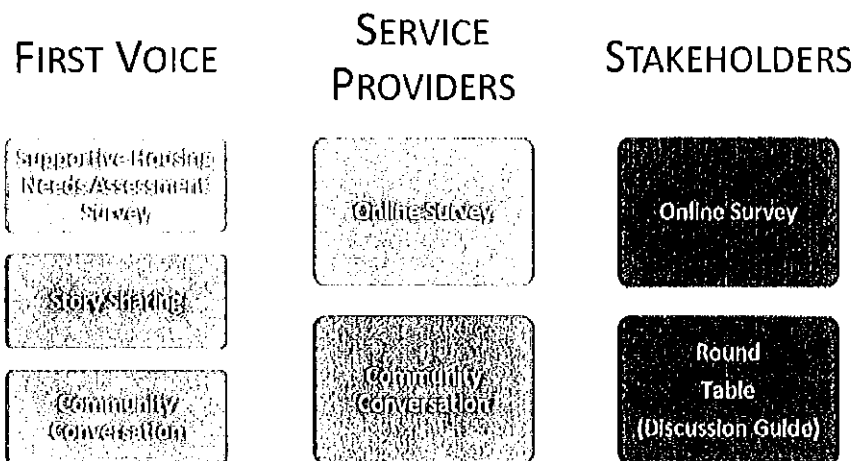 FIRST VOICE
Supportive Housing
Needs Assessment
Survey
Story Sharing
Community
Conversation
SERVICE
PROVIDERS
Online Survey
Community
Conversation
STAKEHOLDERS
Online Survey
Round
Table
(Discussion Guide)